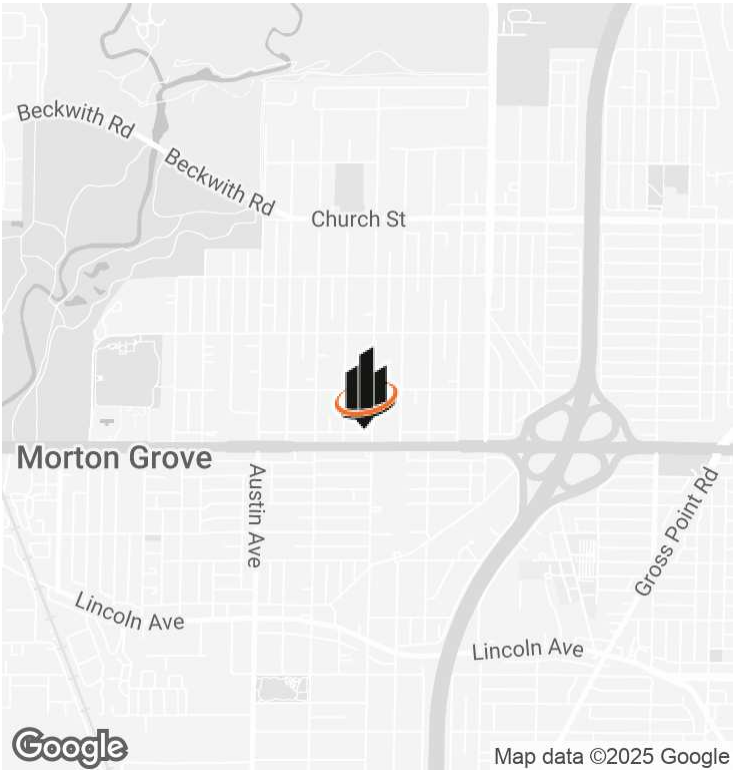 Beckwith Rd
Beckwith Rd
Church St
Morton Grove
Austin Ave
Gross Point Rd
Lincoln Ave
Lincoln Ave
Google
Map data ©2025 Google